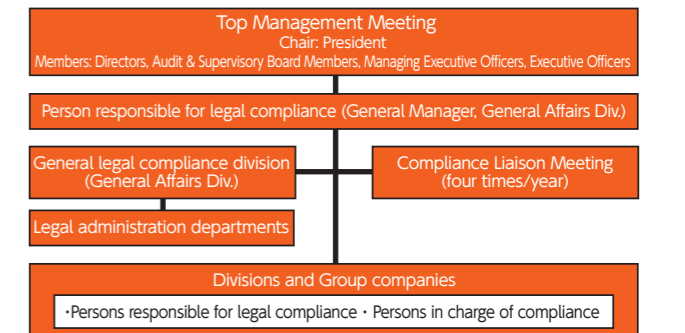 Top Management Meeting
Chair: President
Members: Directors, Audit & Supervisory Board Members, Managing Executive Officers, Executive Officers
Person responsible for legal compliance (General Manager, General Affairs Div.)
General legal compliance division
(General Affairs Div.)
Compliance Liaison Meeting
(four times/year)
Legal administration departments
Divisions and Group companies
・Persons responsible for legal compliance・Persons in charge of compliance